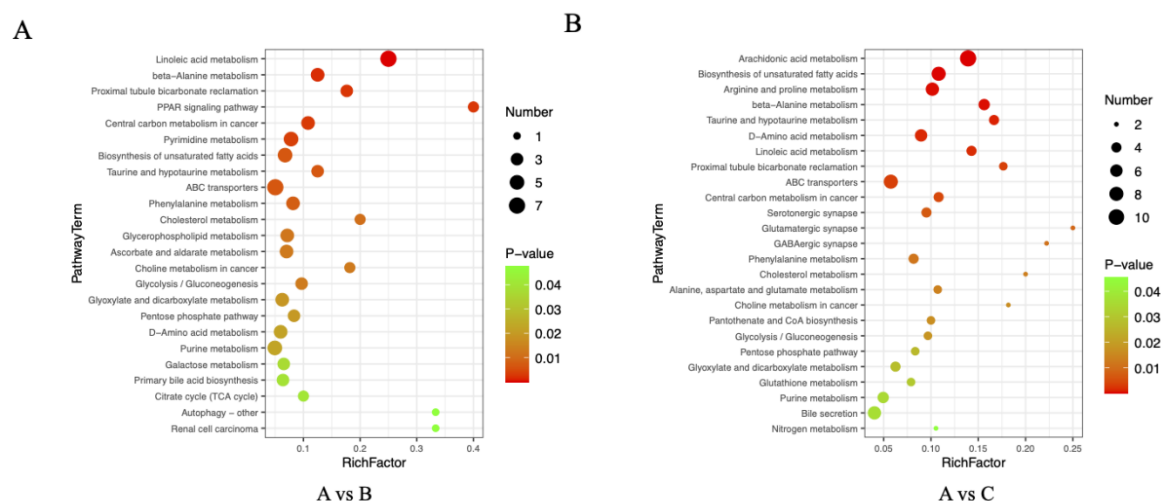 A
Linoleic acid metabolism
beta-Alanine metabolism
Proximal tubule bicarbonate reclamation
PPAR signaling pathway
Central carbon metabolism in cancer
Pyrimidine metabolism
Biosynthesis of unsaturated fatty acids
Taurine and hypotaurine metabolism
ABC transporters
Phenylalanine metabolism
Cholesterol metabolism
Glycerophospholipid metabolism
Ascorbate and aldarate metabolism
Choline metabolism in cancer
Glycolysis / Gluconeogenesis
Glyoxylate and dicarboxylate metabolism
Pentose phosphate pathway
D-Amino acid metabolism
Purine metabolism
Galactose metabolism
Primary bile acid biosynthesis
Citrate cycle (TCA cycle)
Autophagy − other
Renal cell carcinoma
PathwayTerm
0.1 0.2 0.3 0.4
RichFactor
Number
1
3
5
7
P−value
0.04
0.03
0.02
0.01
A vs B
B
Arachidonic acid metabolism
Biosynthesis of unsaturated fatty acids
Arginine and proline metabolism
beta-Alanine metabolism
Taurine and hypotaurine metabolism
D-Amino acid metabolism
Linoleic acid metabolism
Proximal tubule bicarbonate reclamation
ABC transporters
Central carbon metabolism in cancer
Serotonergic synapse
Glutamatergic synapse
GABAergic synapse
Phenylalanine metabolism
Cholesterol metabolism
Alanine, aspartate and glutamate metabolism
Choline metabolism in cancer
Pantothenate and CoA biosynthesis
Glycolysis / Gluconeogenesis
Pentose phosphate pathway
Glyoxylate and dicarboxylate metabolism
Glutathione metabolism
Purine metabolism
Bile secretion
Nitrogen metabolism
PathwayTerm
0.05 0.10 0.15 0.20 0.25
RichFactor
Number
2
4
6
8
10
P−value
0.04
0.03
0.02
0.01
A vs C